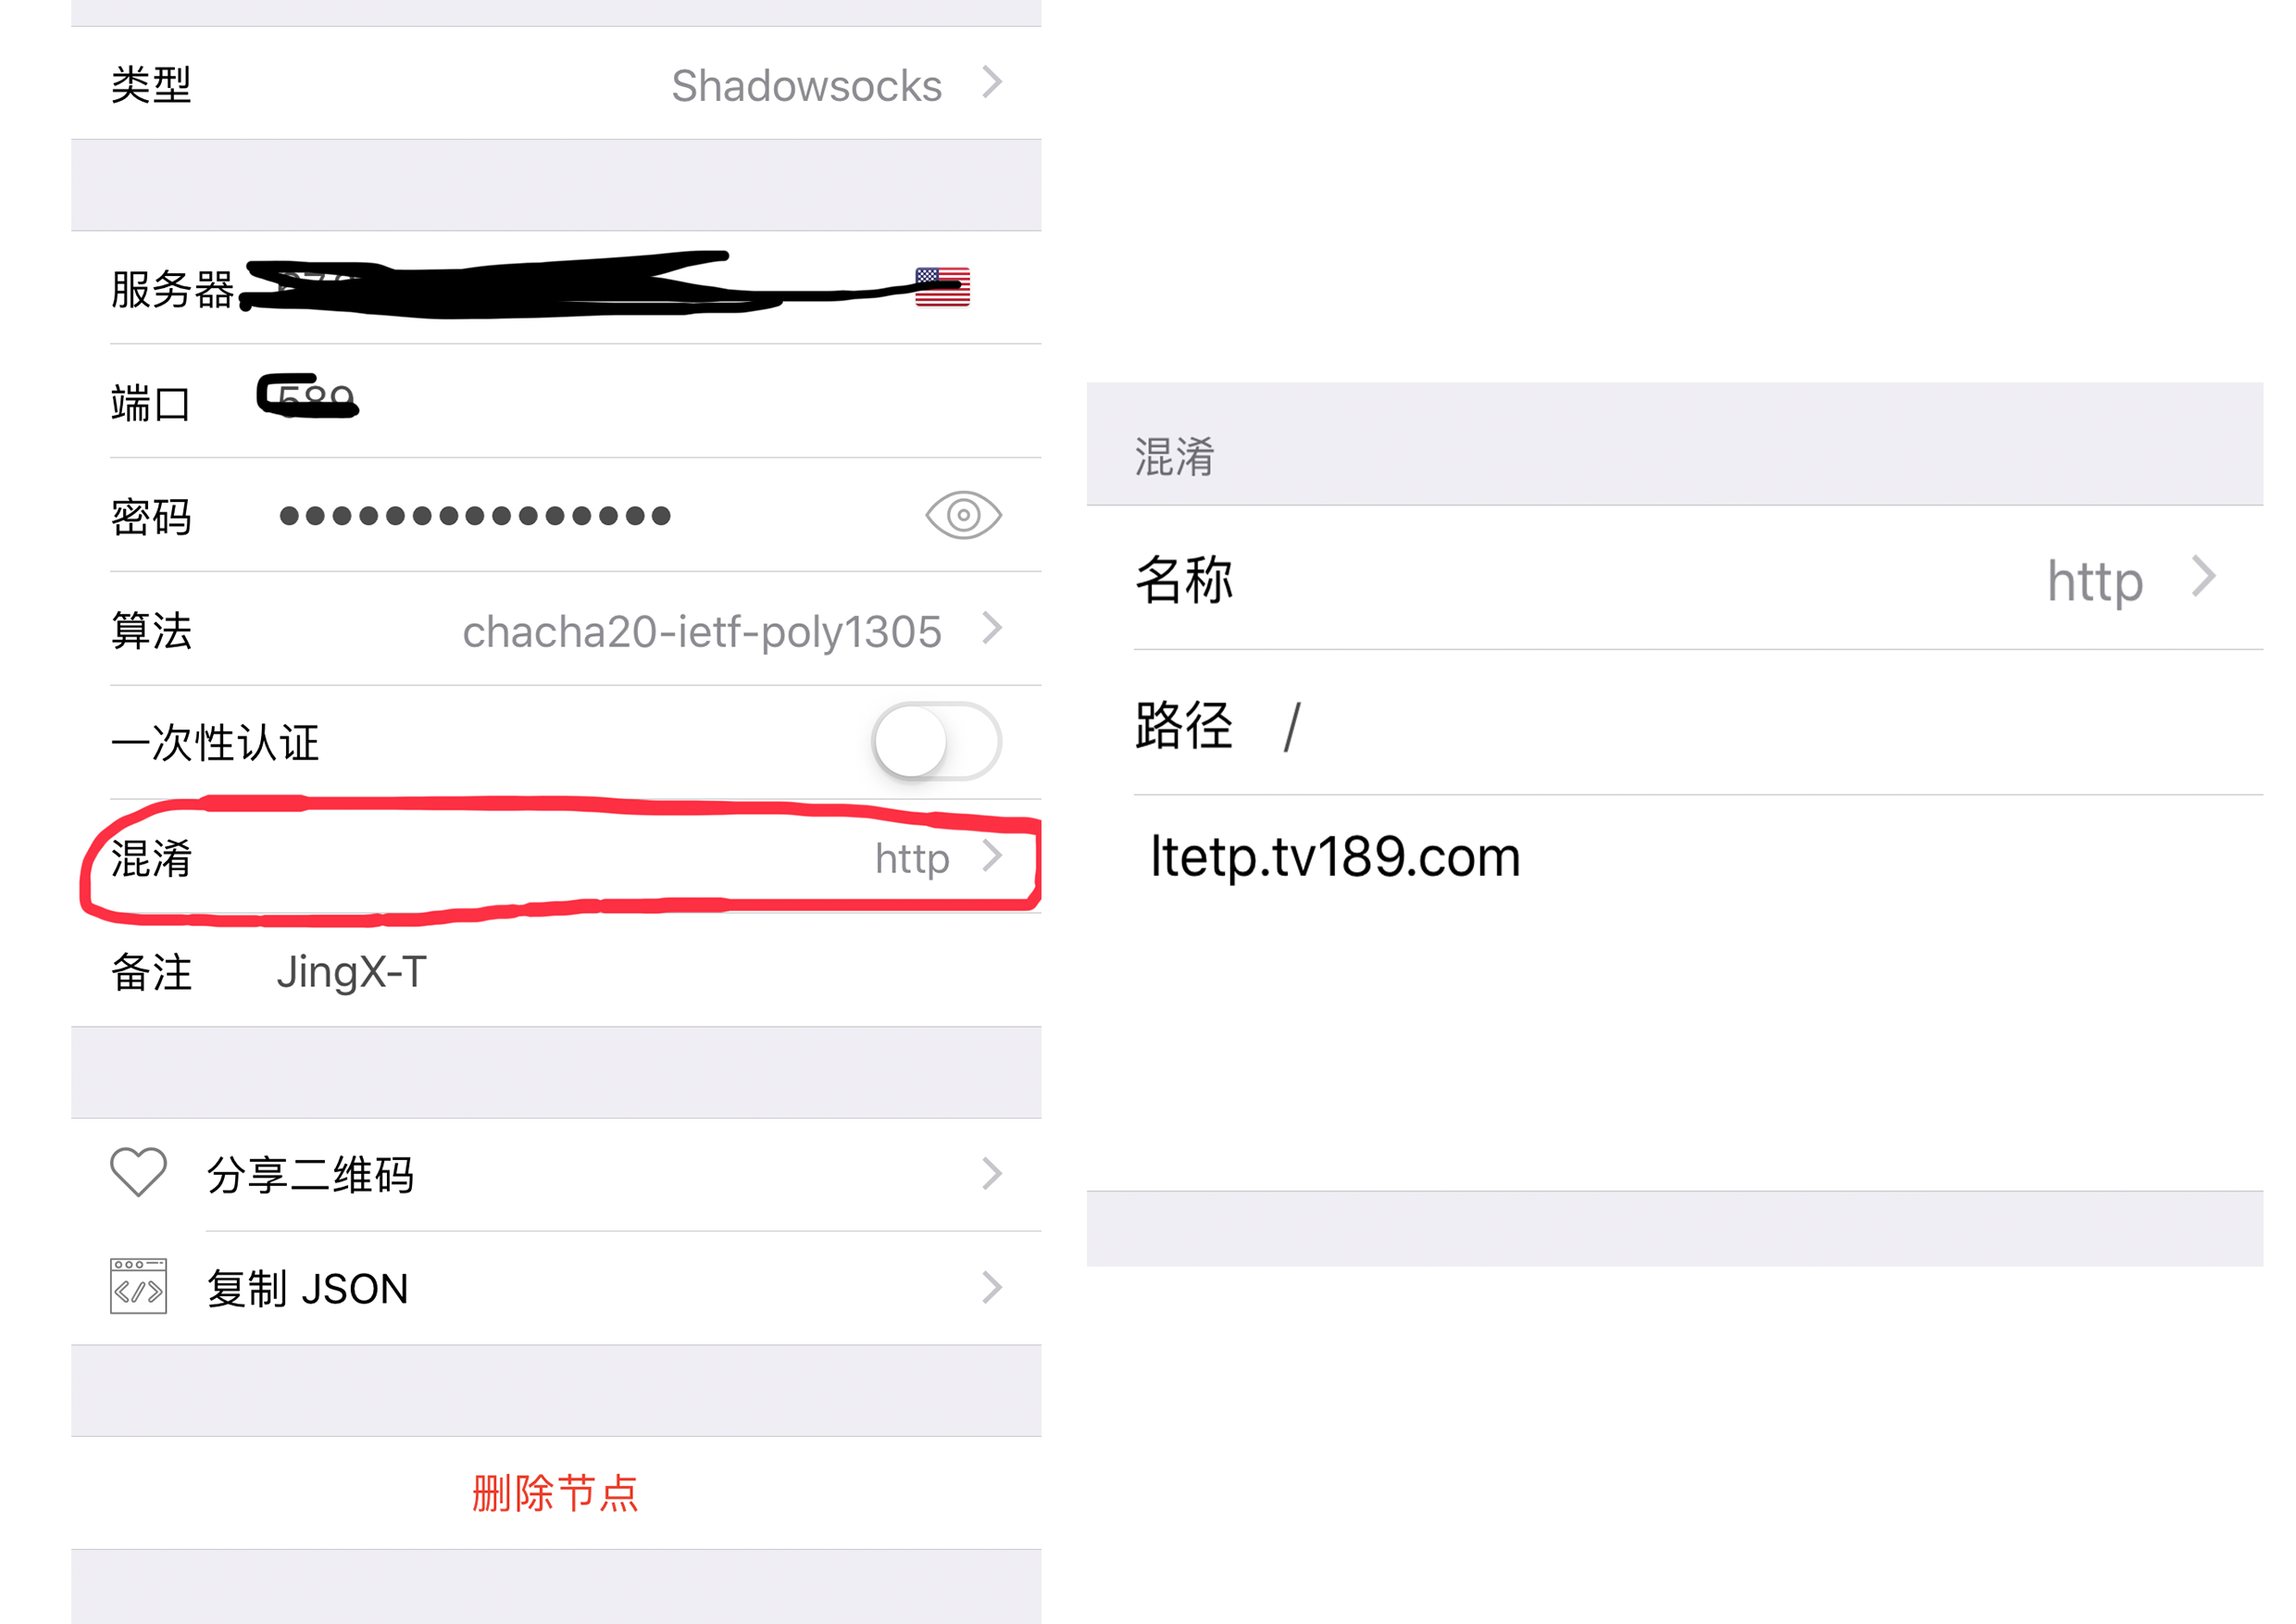 类型 Shadowsocks
服务器
端口
密码 ●●●●●●●●●●●●●●●
算法 chacha20-ietf-poly1305
一次性认证
混淆 http
备注 JingX-T
分享二维码
复制 JSON
删除节点
混淆
名称 http
路径 /
ltetp.tv189.com